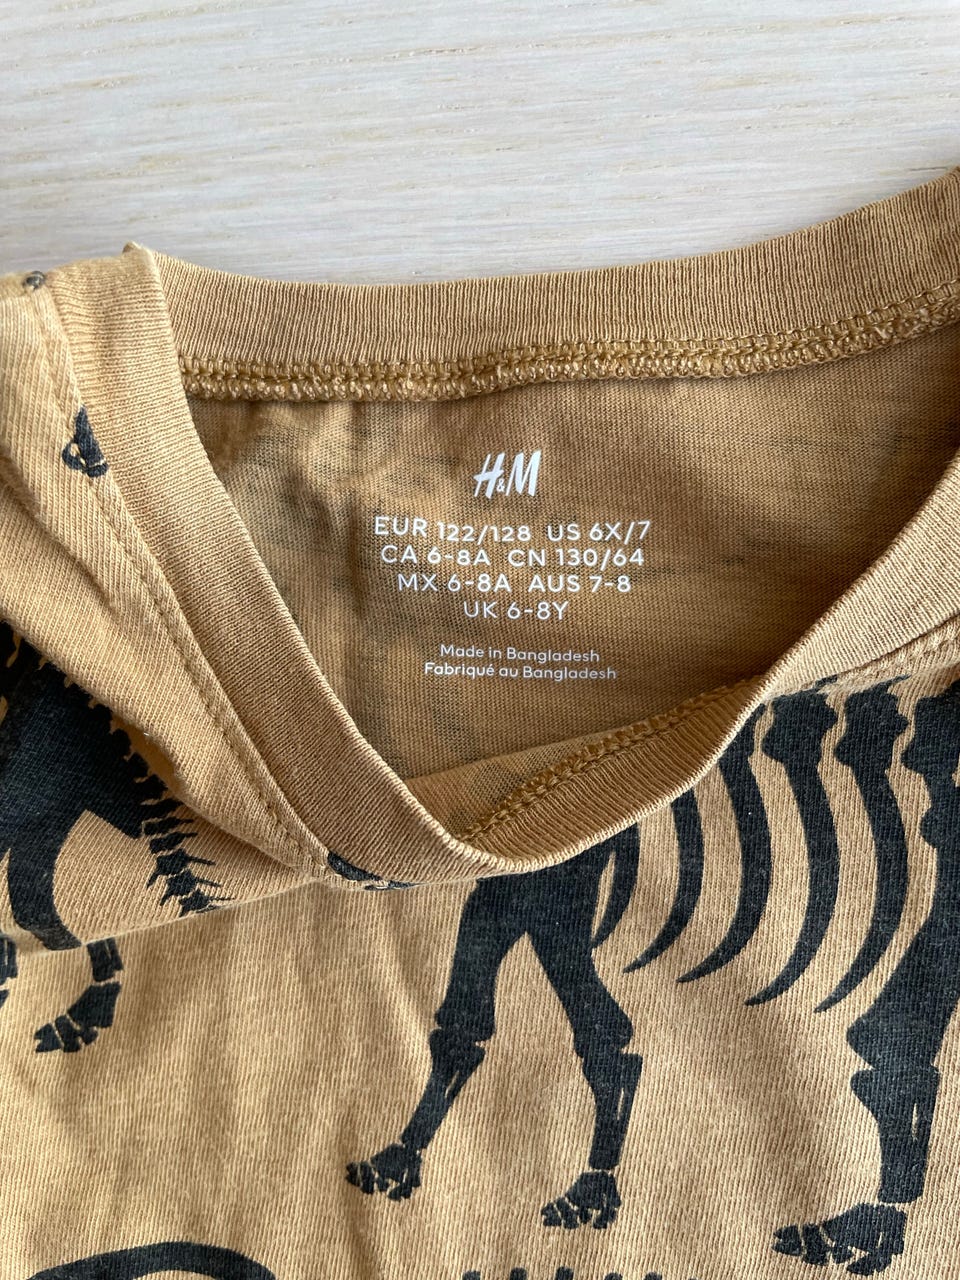 H&M
EUR 122/128 US 6X/7
CA 6-8A CN 130/64
MX 6-8A AUS 7-8
UK 6-8Y
Made in Bangladesh
Fabriqué au Bangladesh